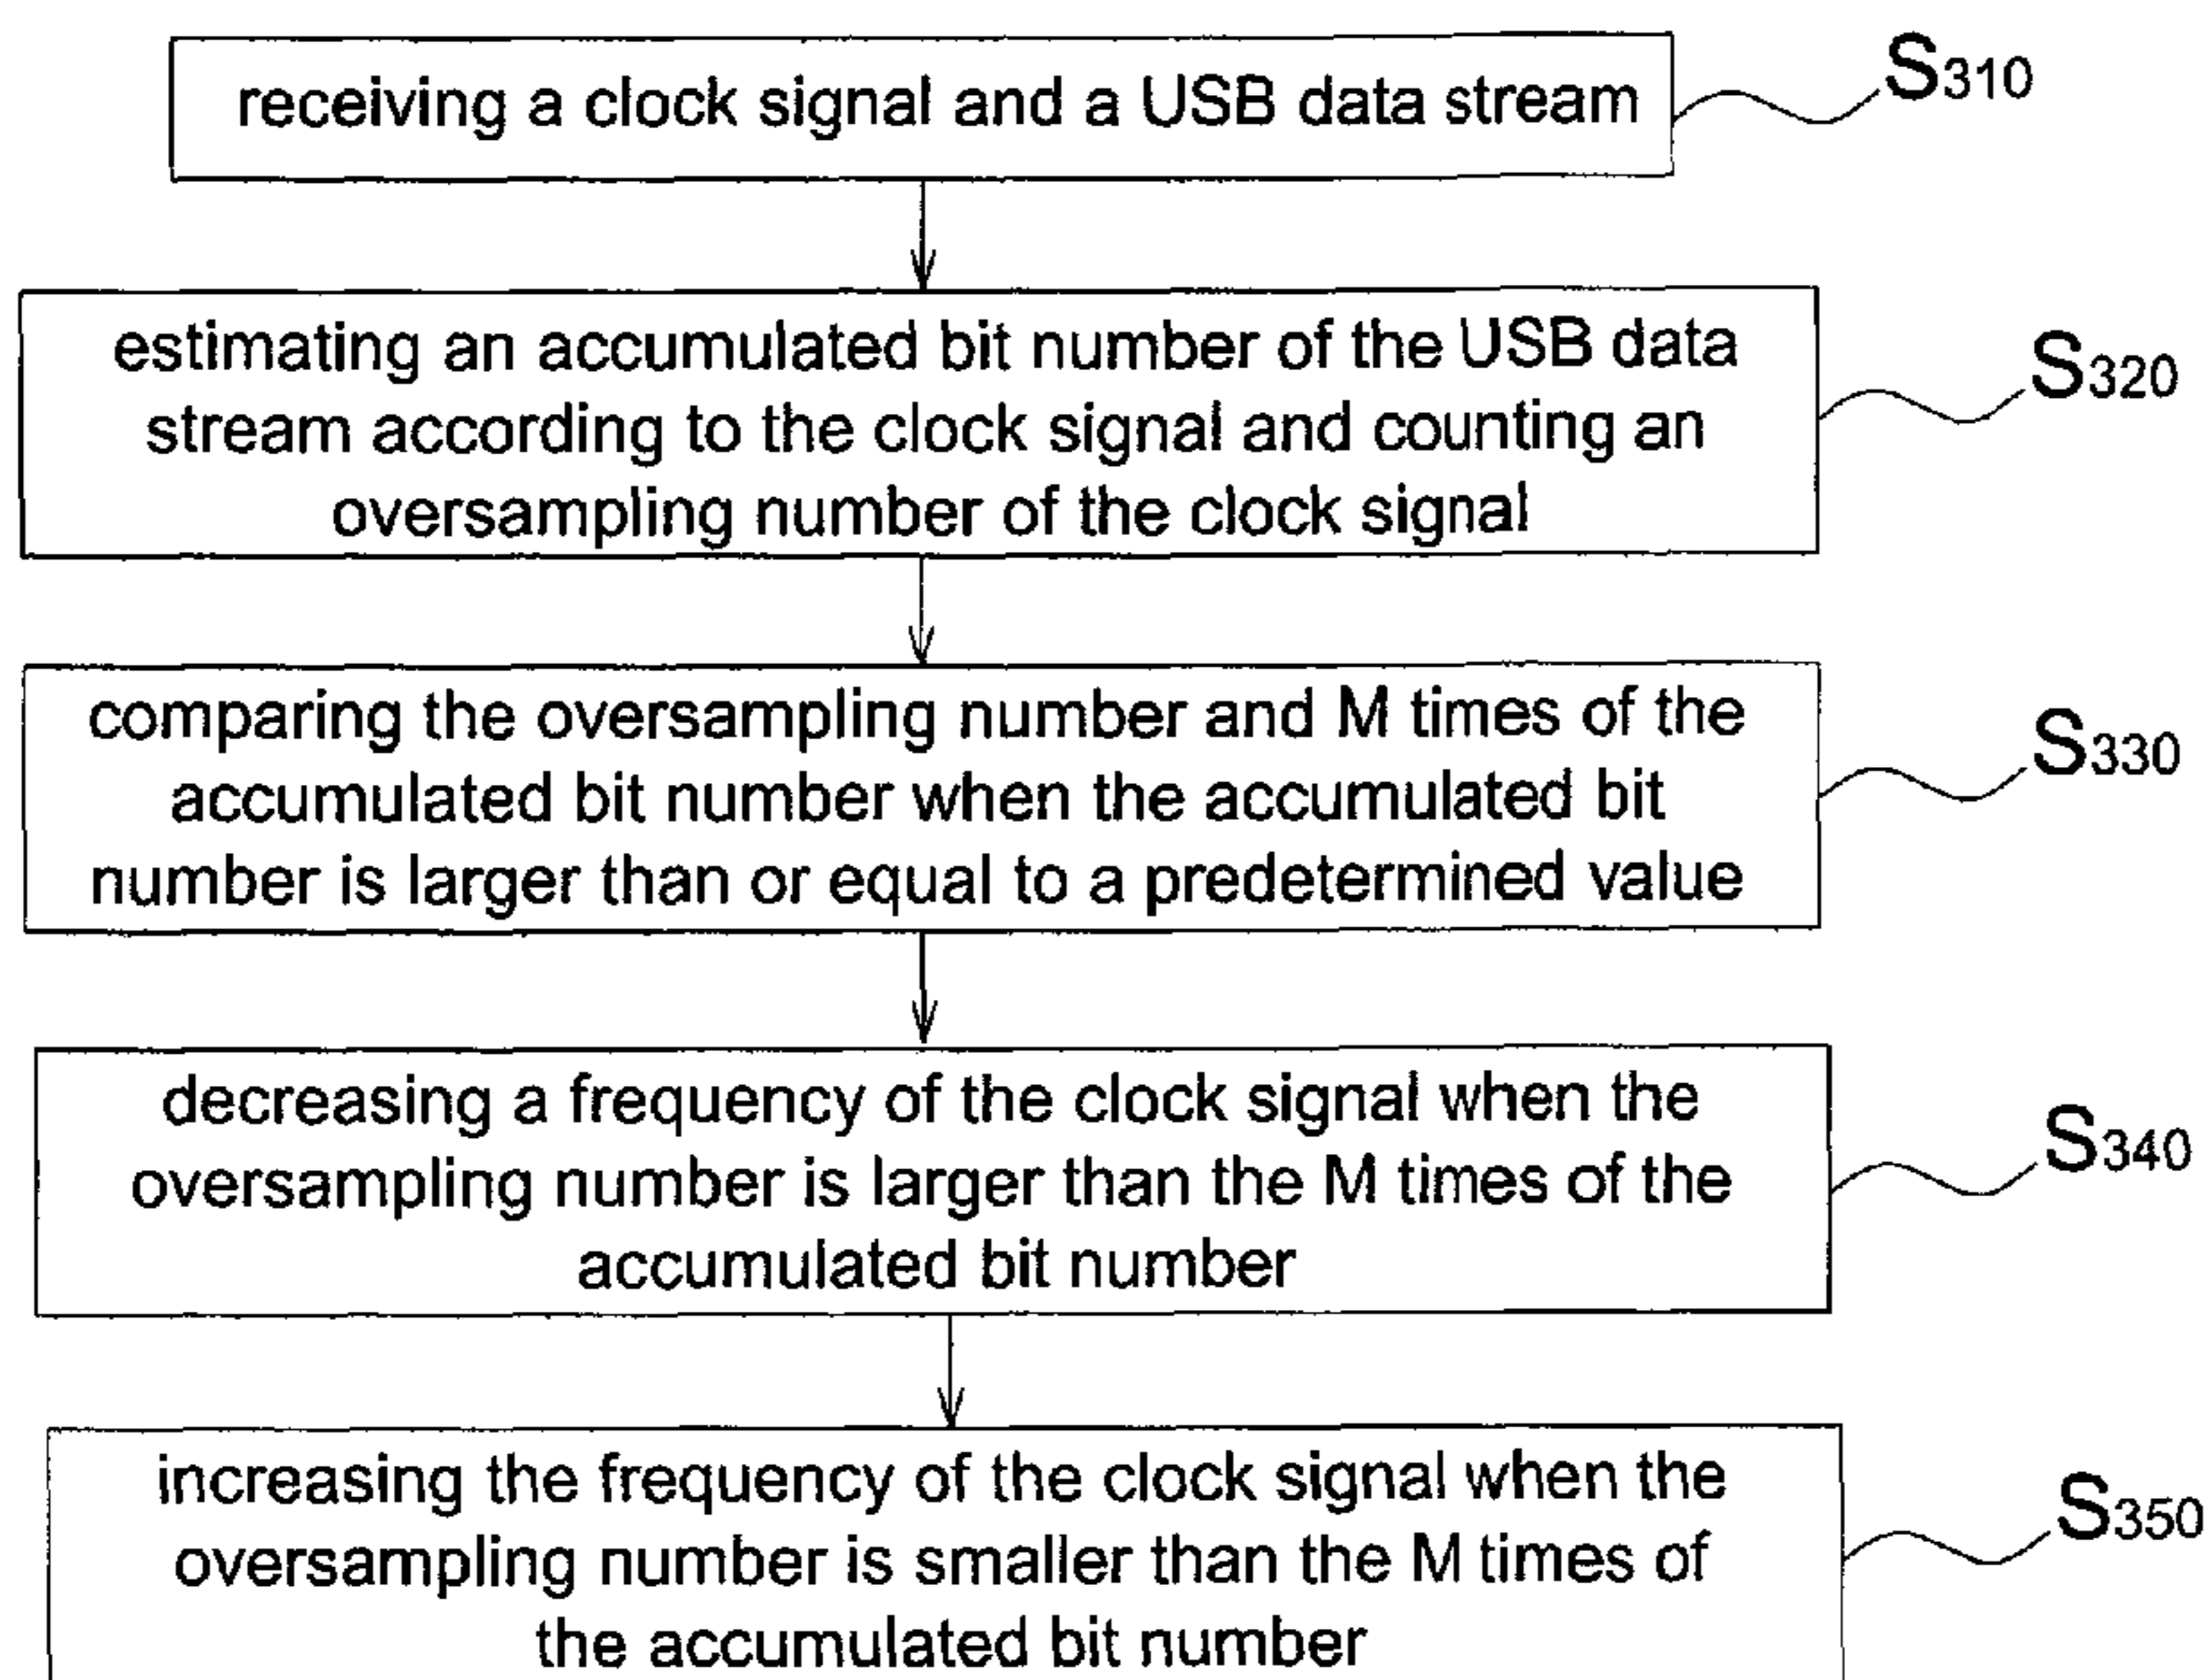 receiving a clock signal and a USB data stream
S310
estimating an accumulated bit number of the USB data
stream according to the clock signal and counting an
oversampling number of the clock signal
S320
comparing the oversampling number and M times of the
accumulated bit number when the accumulated bit
number is larger than or equal to a predetermined value
S330
decreasing a frequency of the clock signal when the
oversampling number is larger than the M times of the
accumulated bit number
S340
increasing the frequency of the clock signal when the
oversampling number is smaller than the M times of
the accumulated bit number
S350